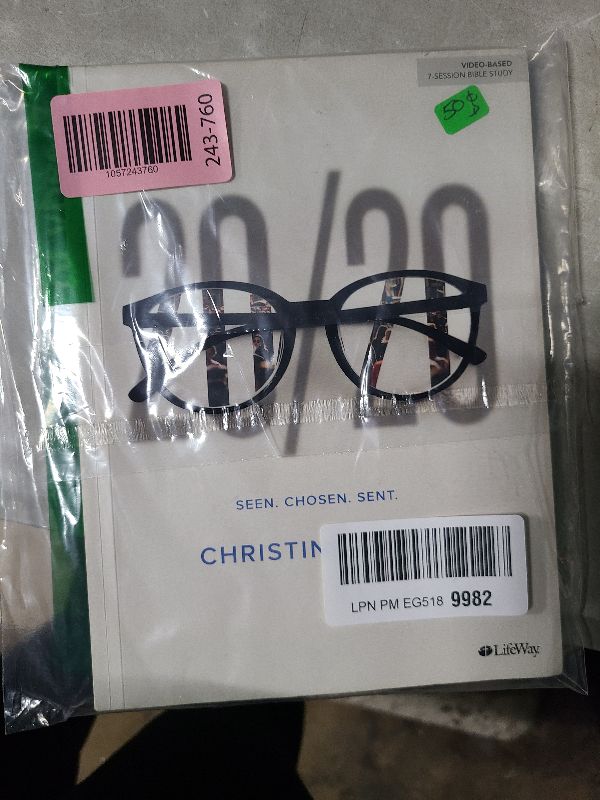 VIDEO-BASED
7-SESSION BIBLE STUDY
50¢
1057243760
243-760
20/20
SEEN. CHOSEN. SENT.
CHRISTIN
LPN PM EG518 9982
LifeWay